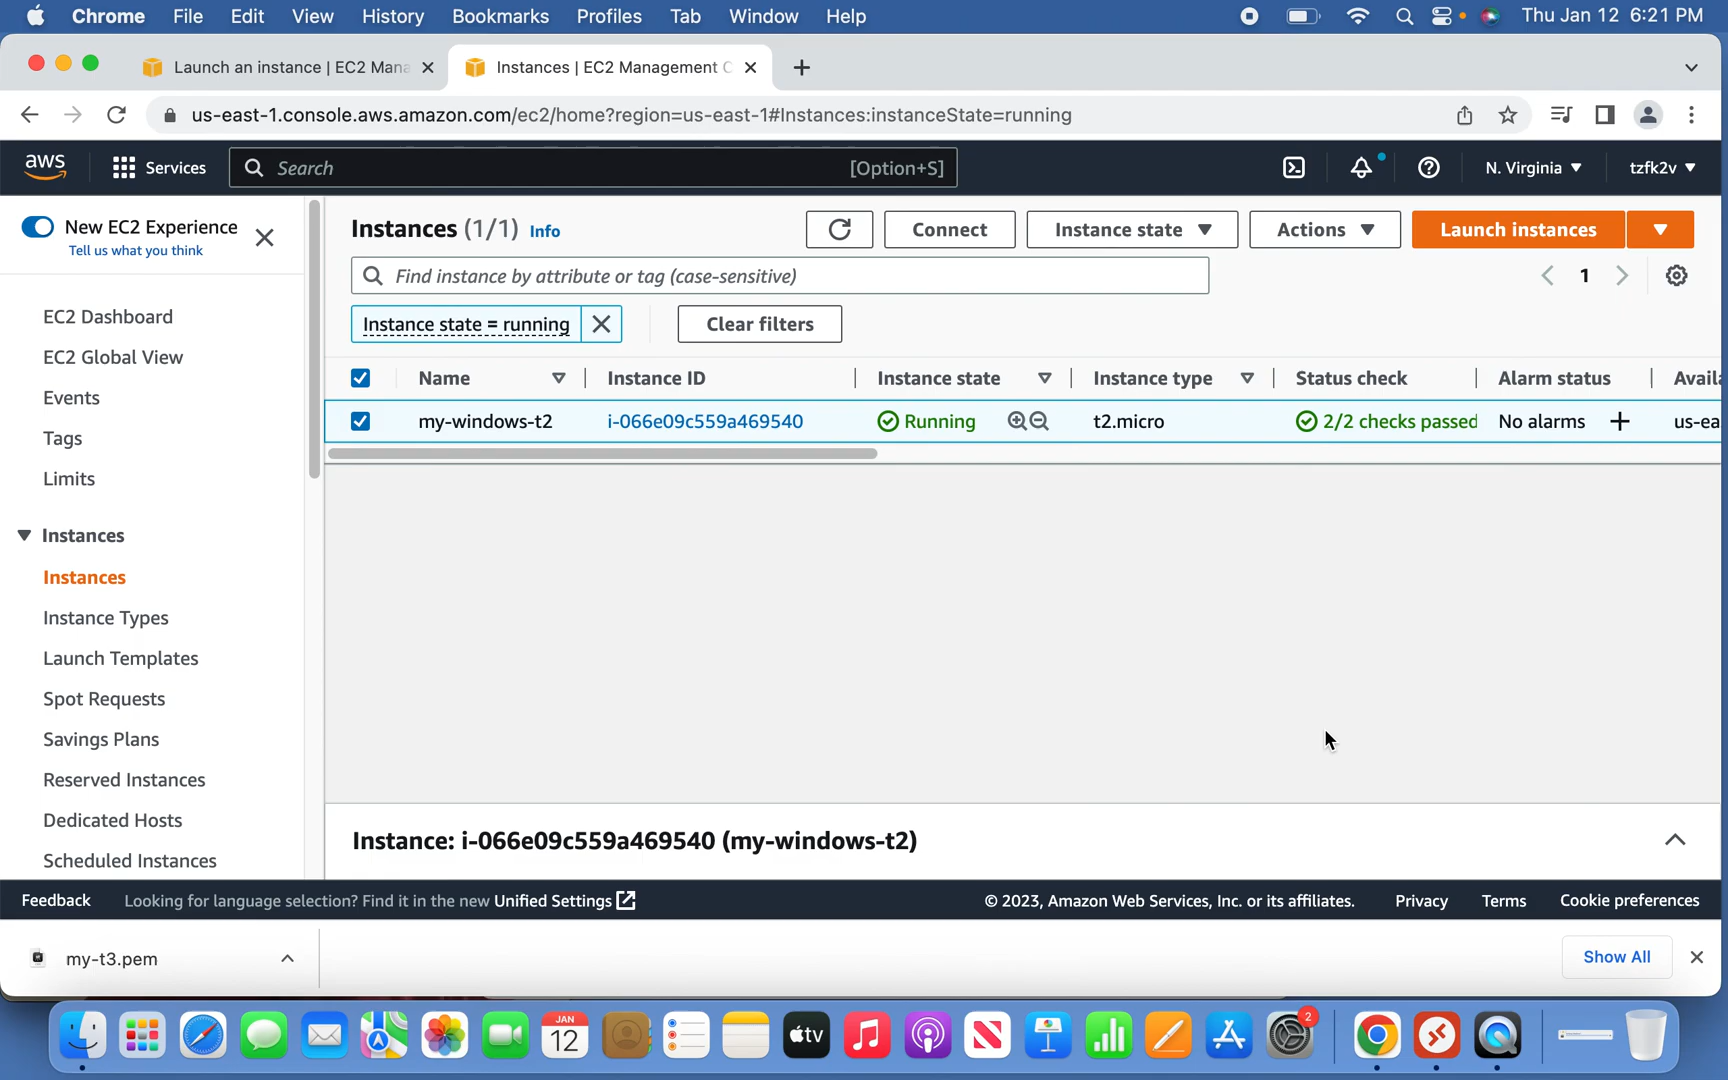 Chrome File Edit View History Bookmarks Profiles Tab Window Help Thu Jan 12 6:21 PM
Launch an instance | EC2 Mana
Instances | EC2 Management C
us-east-1.console.aws.amazon.com/ec2/home?region=us-east-1#Instances:instanceState=running
aws Services Search [Option+S] N. Virginia tzfk2v
New EC2 Experience
Tell us what you think
EC2 Dashboard
EC2 Global View
Events
Tags
Limits
Instances
Instances
Instance Types
Launch Templates
Spot Requests
Savings Plans
Reserved Instances
Dedicated Hosts
Scheduled Instances
Instances (1/1) Info Connect Instance state Actions Launch instances
Find instance by attribute or tag (case-sensitive) 1
Instance state = running Clear filters
Name Instance ID Instance state Instance type Status check Alarm status Availa
my-windows-t2 i-066e09c559a469540 Running t2.micro 2/2 checks passed No alarms us-ea
Instance: i-066e09c559a469540 (my-windows-t2)
Feedback Looking for language selection? Find it in the new Unified Settings © 2023, Amazon Web Services, Inc. or its affiliates. Privacy Terms Cookie preferences
my-t3.pem Show All
JAN
12
tv
2